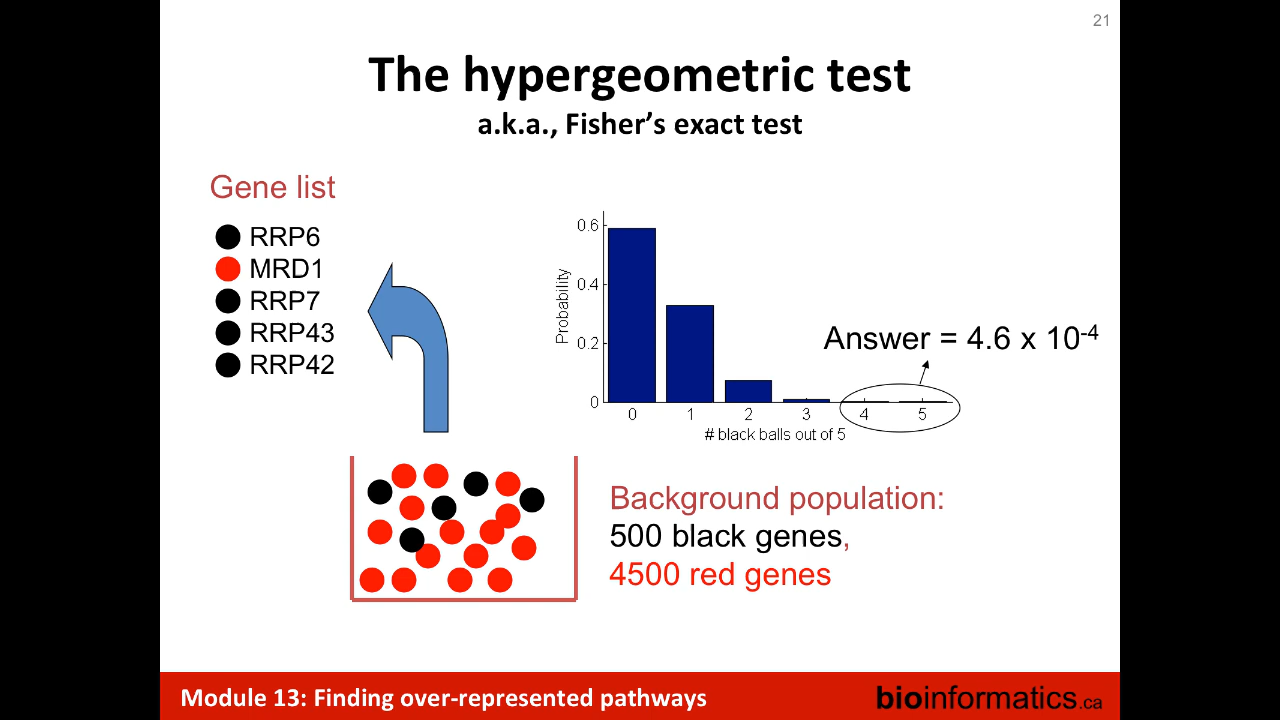 21
The hypergeometric test
a.k.a., Fisher’s exact test
Gene list
RRP6
MRD1
RRP7
RRP43
RRP42
0.6
0.4
0.2
0
Probability
0 1 2 3 4 5
# black balls out of 5
Answer = 4.6 x 10-4
Background population:
500 black genes,
4500 red genes
Module 13: Finding over-represented pathways
bioinformatics.ca